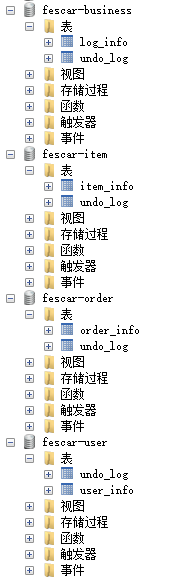 fescar-business
表
log_info
undo_log
视图
存储过程
函数
触发器
事件
fescar-item
表
item_info
undo_log
视图
存储过程
函数
触发器
事件
fescar-order
表
order_info
undo_log
视图
存储过程
函数
触发器
事件
fescar-user
表
undo_log
user_info
视图
存储过程
函数
触发器
事件